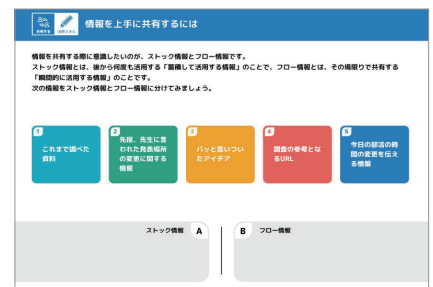 情報を上手に共有するには
情報を共有する際に意識したいのが、ストック情報とフロー情報です。
ストック情報とは、後から何度も活用する「蓄積して活用する情報」のことで、フロー情報とは、その場限りで共有する
「瞬間的に活用する情報」のことです。
次の情報をストック情報とフロー情報に分けてみましょう。
1
これまで調べた
資料
2
先程、先生に言
われた発表場所
の変更に関する
情報
3
パッと思いつい
たアイデア
4
調査の参考とな
るURL
5
今日の部活の時
間の変更を伝え
る情報
ストック情報 A
B フロー情報